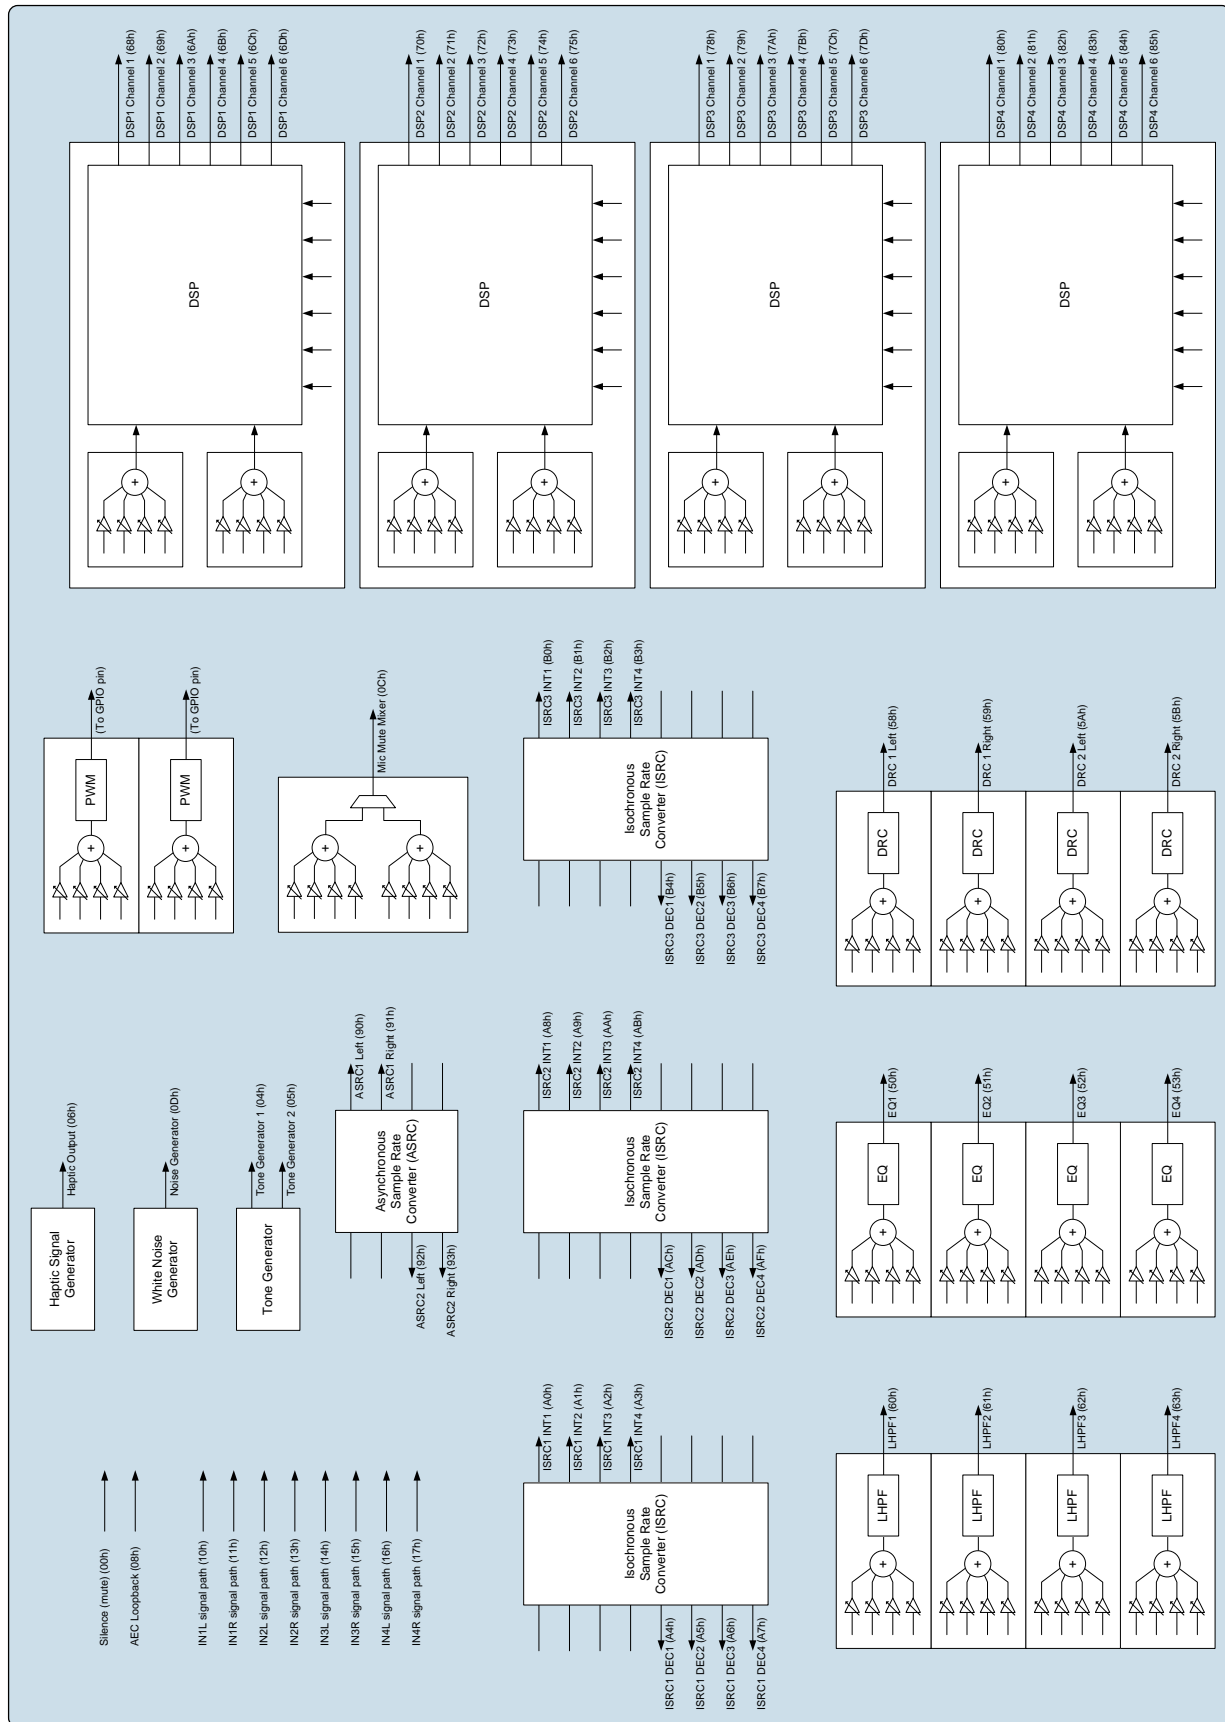 DSP1 Channel 1 (68h)
DSP1 Channel 2 (69h)
DSP1 Channel 3 (6Ah)
DSP1 Channel 4 (6Bh)
DSP1 Channel 5 (6Ch)
DSP1 Channel 6 (6Dh)
DSP
DSP2 Channel 1 (70h)
DSP2 Channel 2 (71h)
DSP2 Channel 3 (72h)
DSP2 Channel 4 (73h)
DSP2 Channel 5 (74h)
DSP2 Channel 6 (75h)
DSP
DSP3 Channel 1 (78h)
DSP3 Channel 2 (79h)
DSP3 Channel 3 (7Ah)
DSP3 Channel 4 (7Bh)
DSP3 Channel 5 (7Ch)
DSP3 Channel 6 (7Dh)
DSP
DSP4 Channel 1 (80h)
DSP4 Channel 2 (81h)
DSP4 Channel 3 (82h)
DSP4 Channel 4 (83h)
DSP4 Channel 5 (84h)
DSP4 Channel 6 (85h)
DSP
+
+
+
+
+
+
+
+
(To GPIO pin)
(To GPIO pin)
PWM
PWM
+
+
Mic Mute Mixer (0Ch)
+
+
ISRC3 INT1 (B0h)
ISRC3 INT2 (B1h)
ISRC3 INT3 (B2h)
ISRC3 INT4 (B3h)
Isochronous
Sample Rate
Converter (ISRC)
ISRC3 DEC1 (B4h)
ISRC3 DEC2 (B5h)
ISRC3 DEC3 (B6h)
ISRC3 DEC4 (B7h)
DRC 1 Left (58h)
DRC 1 Right (59h)
DRC 2 Left (5Ah)
DRC 2 Right (5Bh)
DRC
DRC
DRC
DRC
+
+
+
+
Haptic Output (06h)
Haptic Signal
Generator
Noise Generator (0Dh)
White Noise
Generator
Tone Generator 1 (04h)
Tone Generator 2 (05h)
Tone Generator
ASRC1 Left (90h)
ASRC1 Right (91h)
Asynchronous
Sample Rate
Converter (ASRC)
ASRC2 Left (92h)
ASRC2 Right (93h)
ISRC2 INT1 (A8h)
ISRC2 INT2 (A9h)
ISRC2 INT3 (AAh)
ISRC2 INT4 (ABh)
Isochronous
Sample Rate
Converter (ISRC)
ISRC2 DEC1 (ACh)
ISRC2 DEC2 (ADh)
ISRC2 DEC3 (AEh)
ISRC2 DEC4 (AFh)
EQ1 (50h)
EQ2 (51h)
EQ3 (52h)
EQ4 (53h)
EQ
EQ
EQ
EQ
+
+
+
+
Silence (mute) (00h)
AEC Loopback (08h)
IN1L signal path (10h)
IN1R signal path (11h)
IN2L signal path (12h)
IN2R signal path (13h)
IN3L signal path (14h)
IN3R signal path (15h)
IN4L signal path (16h)
IN4R signal path (17h)
ISRC1 INT1 (A0h)
ISRC1 INT2 (A1h)
ISRC1 INT3 (A2h)
ISRC1 INT4 (A3h)
Isochronous
Sample Rate
Converter (ISRC)
ISRC1 DEC1 (A4h)
ISRC1 DEC2 (A5h)
ISRC1 DEC3 (A6h)
ISRC1 DEC4 (A7h)
LHPF1 (60h)
LHPF2 (61h)
LHPF3 (62h)
LHPF4 (63h)
LHPF
LHPF
LHPF
LHPF
+
+
+
+